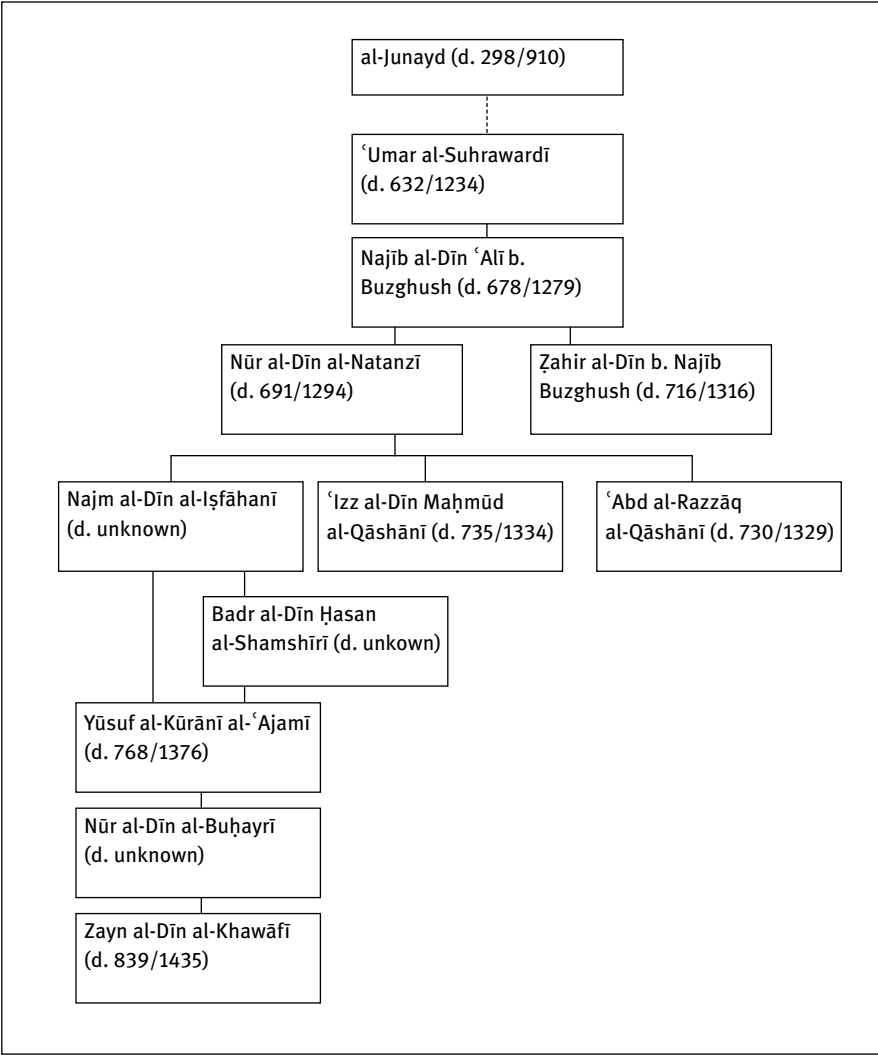 al-Junayd (d. 298/910)
ʿUmar al-Suhrawardī
(d. 632/1234)
Najīb al-Dīn ʿAlī b.
Buzghush (d. 678/1279)
Nūr al-Dīn al-Natanzī
(d. 691/1294)
Ẓahir al-Dīn b. Najīb
Buzghush (d. 716/1316)
Najm al-Dīn al-Iṣfāhanī
(d. unknown)
ʿIzz al-Dīn Maḥmūd
al-Qāshānī (d. 735/1334)
ʿAbd al-Razzāq
al-Qāshānī (d. 730/1329)
Badr al-Dīn Ḥasan
al-Shamshīrī (d. unkown)
Yūsuf al-Kūrānī al-ʿAjamī
(d. 768/1376)
Nūr al-Dīn al-Buḥayrī
(d. unknown)
Zayn al-Dīn al-Khawāfī
(d. 839/1435)